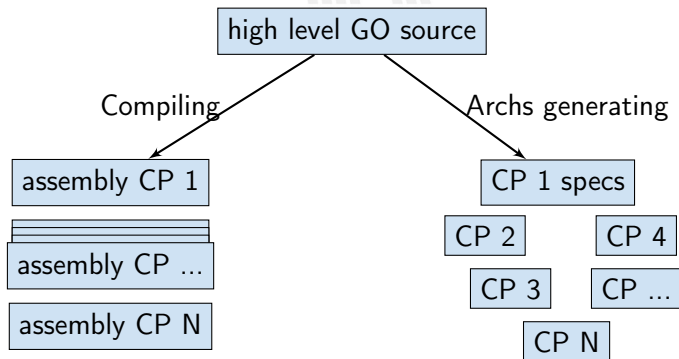 high level GO source
Compiling
Archs generating
assembly CP 1
CP 1 specs
CP 2
CP 4
assembly CP ...
CP 3
CP ...
assembly CP N
CP N